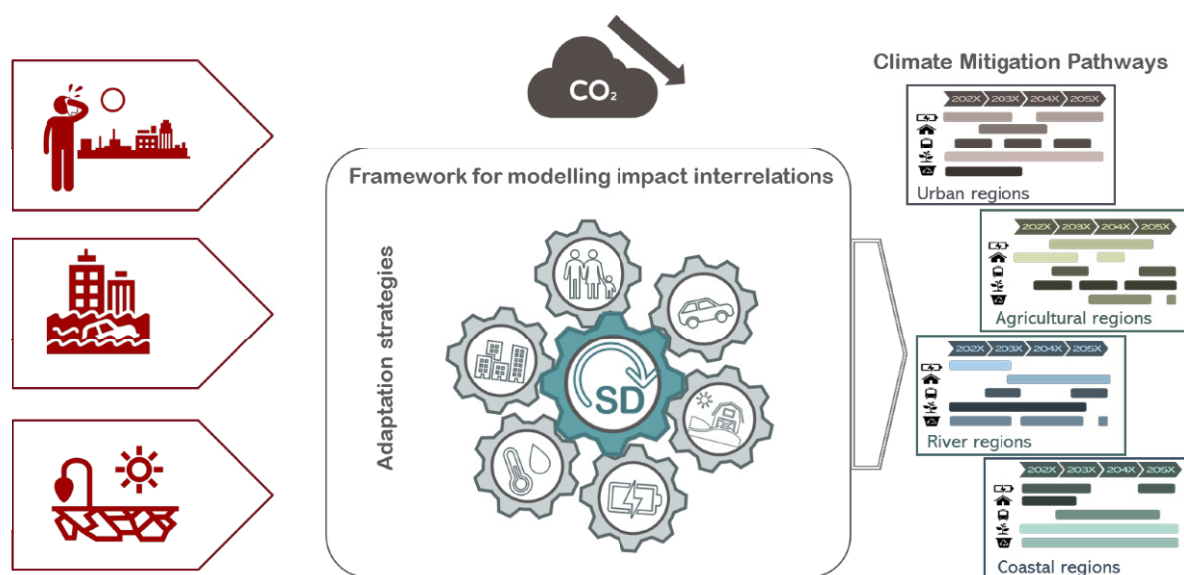 CO₂
Climate Mitigation Pathways
202X 203X 204X 205X
Urban regions
Framework for modelling impact interrelations
Adaptation strategies
SD
202X 203X 204X 205X
Agricultural regions
202X 203X 204X 205X
River regions
202X 203X 204X 205X
Coastal regions